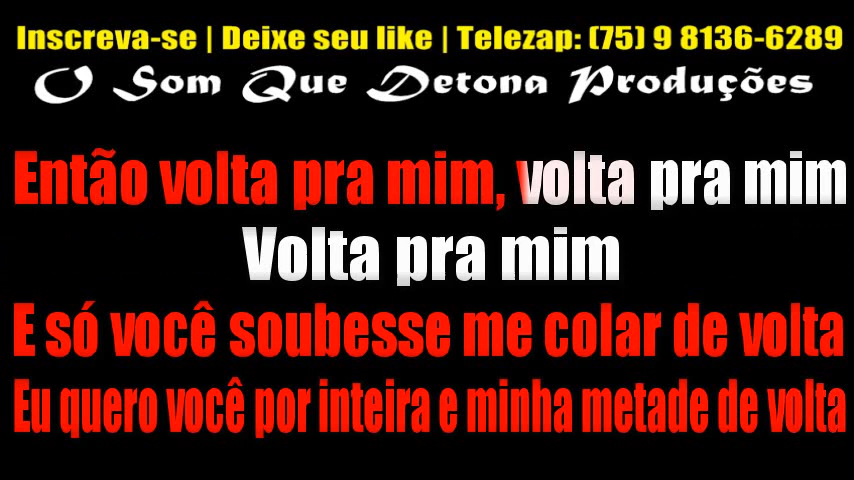 Inscreva-se | Deixe seu like | Telezap: (75) 9 8136-6289
O Som Que Detona Produções
Então volta pra mim, volta pra mim
Volta pra mim
E só você soubesse me colar de volta
Eu quero você por inteira e minha metade de volta